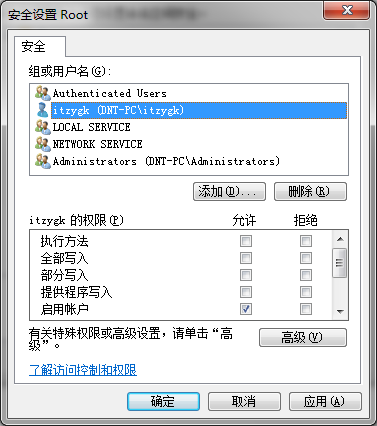 安全设置 Root
安全
组或用户名(G):
Authenticated Users
itzygk (DNT-PC\itzygk)
LOCAL SERVICE
NETWORK SERVICE
Administrators (DNT-PC\Administrators)
添加(D)... 删除(R)
itzygk 的权限(P) 允许 拒绝
执行方法
全部写入
部分写入
提供程序写入
启用帐户
有关特殊权限或高级设置，请单击“高
级”。
高级(V)
了解访问控制和权限
确定 取消 应用(A)